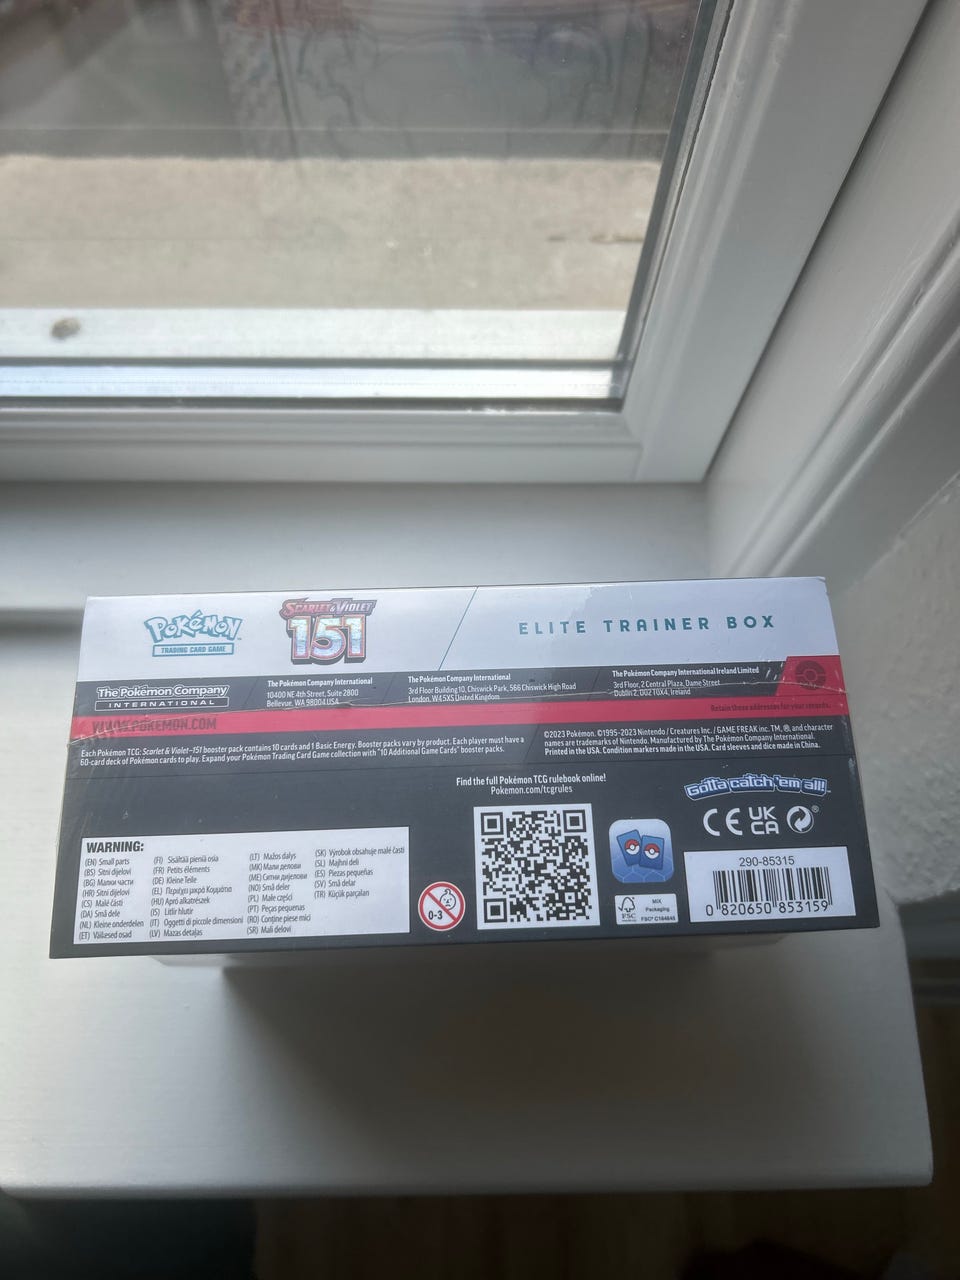 POKéMON
TRADING CARD GAME
SCARLET & VIOLET
151
ELITE TRAINER BOX
The Pokémon Company
INTERNATIONAL
The Pokémon Company International
10400 NE 4th Street, Suite 2800
Bellevue, WA 98004 USA
The Pokémon Company International
3rd Floor Building 10, Chiswick Park, 566 Chiswick High Road
London, W4 5XS United Kingdom
The Pokémon Company International Ireland Limited
3rd Floor, 2 Central Plaza, Dame Street
Dublin 2, D02 T0X4, Ireland
WWW.POKEMON.COM
Retain these addresses for your records.
Each Pokémon TCG: Scarlet & Violet–151 booster pack contains 10 cards and 1 Basic Energy. Booster packs vary by product. Each player must have a
60-card deck of Pokémon cards to play. Expand your Pokémon Trading Card Game collection with "10 Additional Game Cards" booster packs.
©2023 Pokémon. ©1995-2023 Nintendo / Creatures Inc. / GAME FREAK inc. TM, ®, and character
names are trademarks of Nintendo. Manufactured by The Pokémon Company International.
Printed in the USA. Condition markers made in the USA. Card sleeves and dice made in China.
Find the full Pokémon TCG rulebook online!
Pokemon.com/tcgrules
Gotta catch 'em all!
CE UK CA
WARNING:
(EN) Small parts
(BS) Sitni dijelovi
(BG) Малки части
(HR) Sitni dijelovi
(CS) Malé části
(DA) Små dele
(NL) Kleine onderdelen
(ET) Väikesed osad
(FI) Sisältää pieniä osia
(FR) Petits éléments
(DE) Kleine Teile
(EL) Περιέχει μικρά Κομμάτια
(HU) Apró alkatrészek
(IS) Litlir hlutir
(IT) Oggetti di piccole dimensioni
(LV) Mazas detaļas
(LT) Mažos dalys
(MK) Мали делови
(ME) Ситни дијелови
(NO) Små deler
(PL) Małe części
(PT) Peças pequenas
(RO) Conține piese mici
(SR) Mali delovi
(SK) Výrobok obsahuje malé časti
(SL) Majhni deli
(ES) Piezas pequeñas
(SV) Små delar
(TR) Küçük parçaları
0-3
FSC
MIX
Packaging
FSC® C164645
290-85315
0 820650 853159